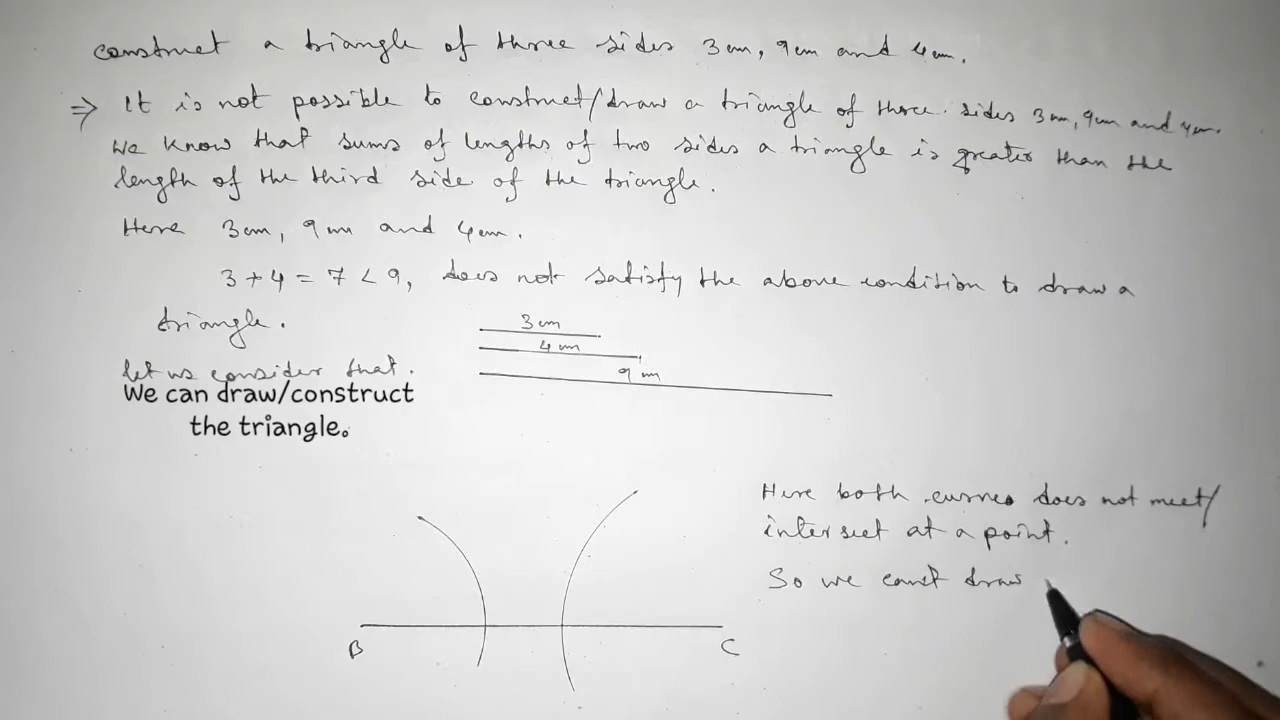 construct a triangle of three sides 3cm, 9cm and 4cm.
⇒ It is not possible to construct/draw a triangle of three sides 3cm, 9cm and 4cm.
We know that sums of lengths of two sides a triangle is greater than the
length of the third side of the triangle.
Here 3cm, 9cm and 4cm.
3 + 4 = 7 < 9, does not satisfy the above condition to draw a
triangle.
3cm
4cm
9cm
let us consider that.
We can draw/construct
the triangle.
Here both curves does not meet/
intersect at a point.
So we can't draw
B
C